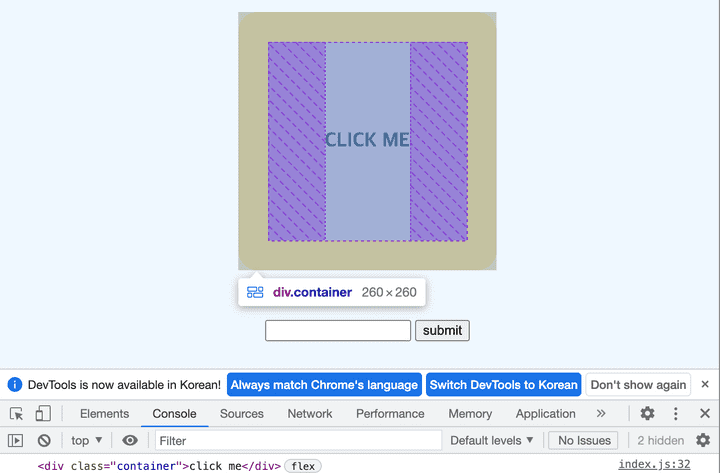 CLICK ME
div.container 260 × 260
submit
DevTools is now available in Korean! Always match Chrome's language Switch DevTools to Korean Don't show again ×
Elements Console Sources Network Performance Memory Application »
top ▼ Filter Default levels ▼ No Issues 2 hidden
<div class="container">click me</div> flex index.js:32